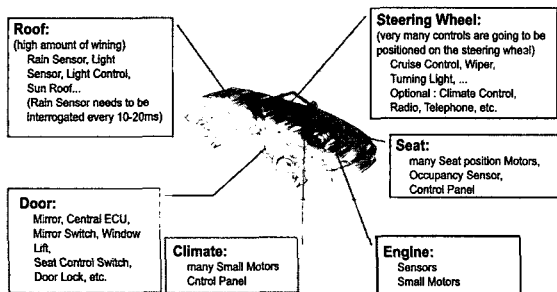 Roof:
(high amount of wining)
Rain Sensor, Light
Sensor, Light Control,
Sun Roof...
(Rain Sensor needs to be
interrogated every 10-20ms)
Steering Wheel:
(very many controls are going to be
positioned on the steering wheal)
Cruise Control, Wiper,
Turning Light, ...
Optional : Climate Control,
Radio, Telephone, etc.
Seat:
many Seat position Motors,
Occupancy Sensor,
Control Panel
Door:
Mirror, Central ECU,
Mirror Switch, Window
Lift,
Seat Control Switch,
Door Lock, etc.
Climate:
many Small Motors
Cntrol Panel
Engine:
Sensors
Small Motors